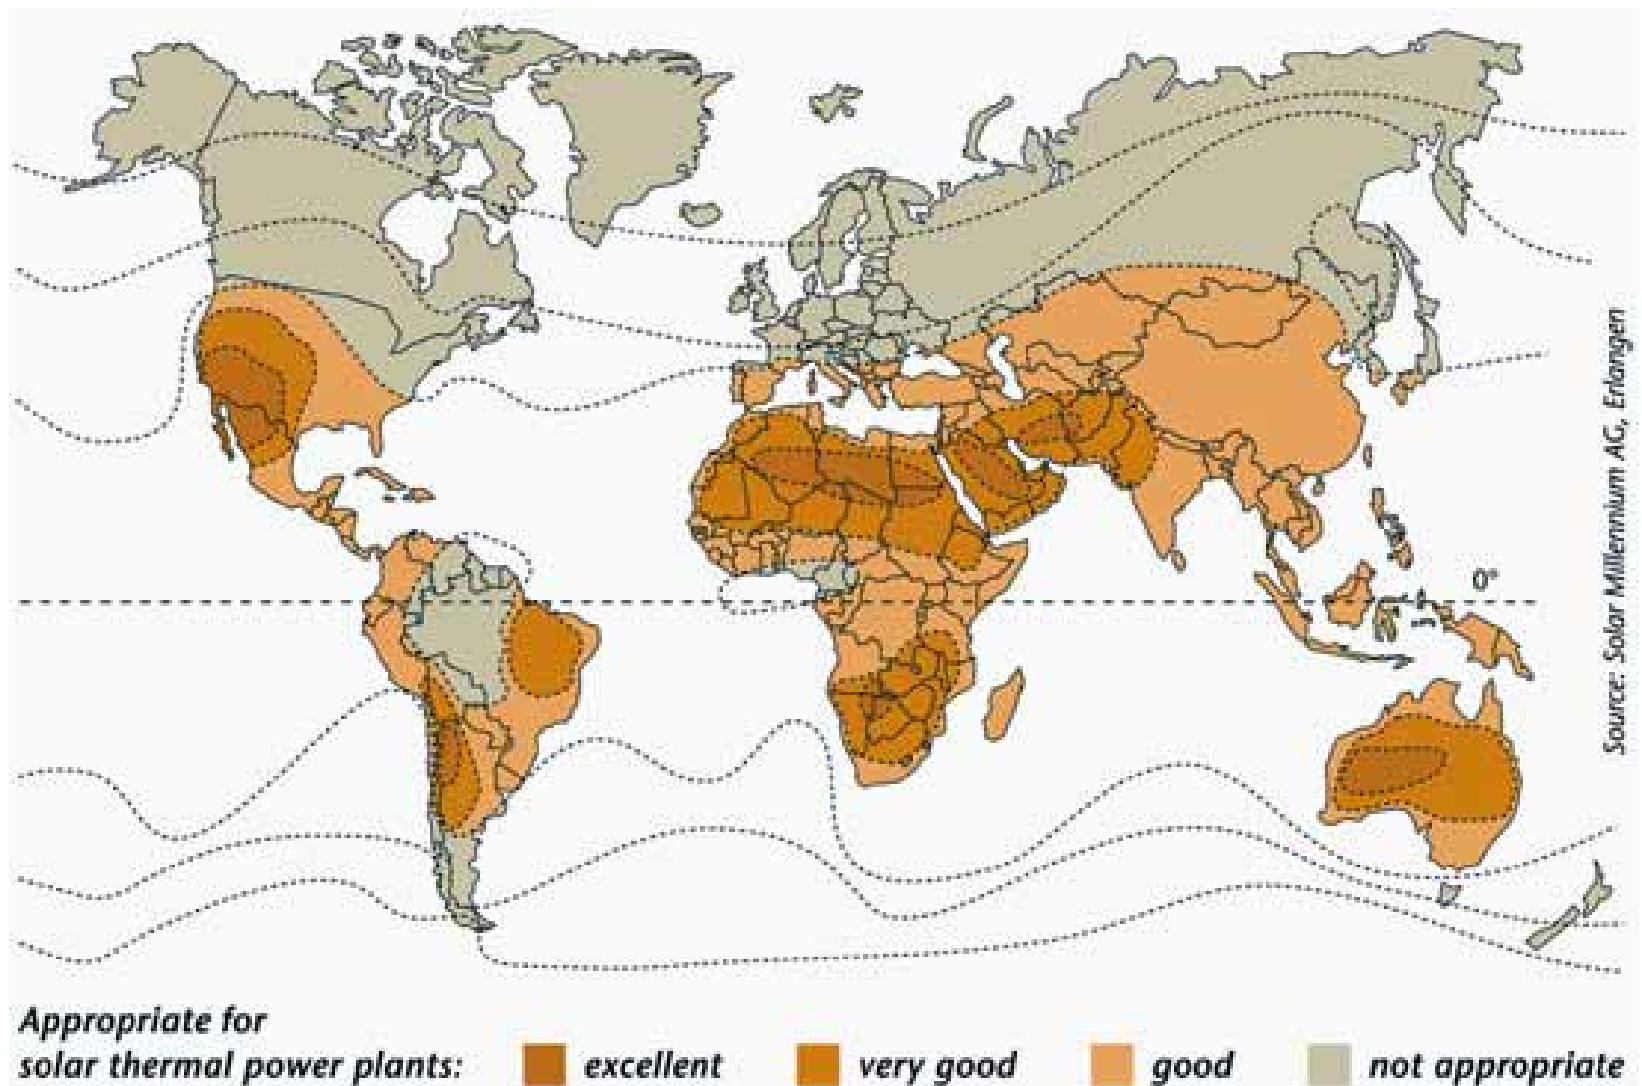 0°
Source: Solar Millennium AG, Erlangen
Appropriate for
solar thermal power plants: excellent very good good not appropriate